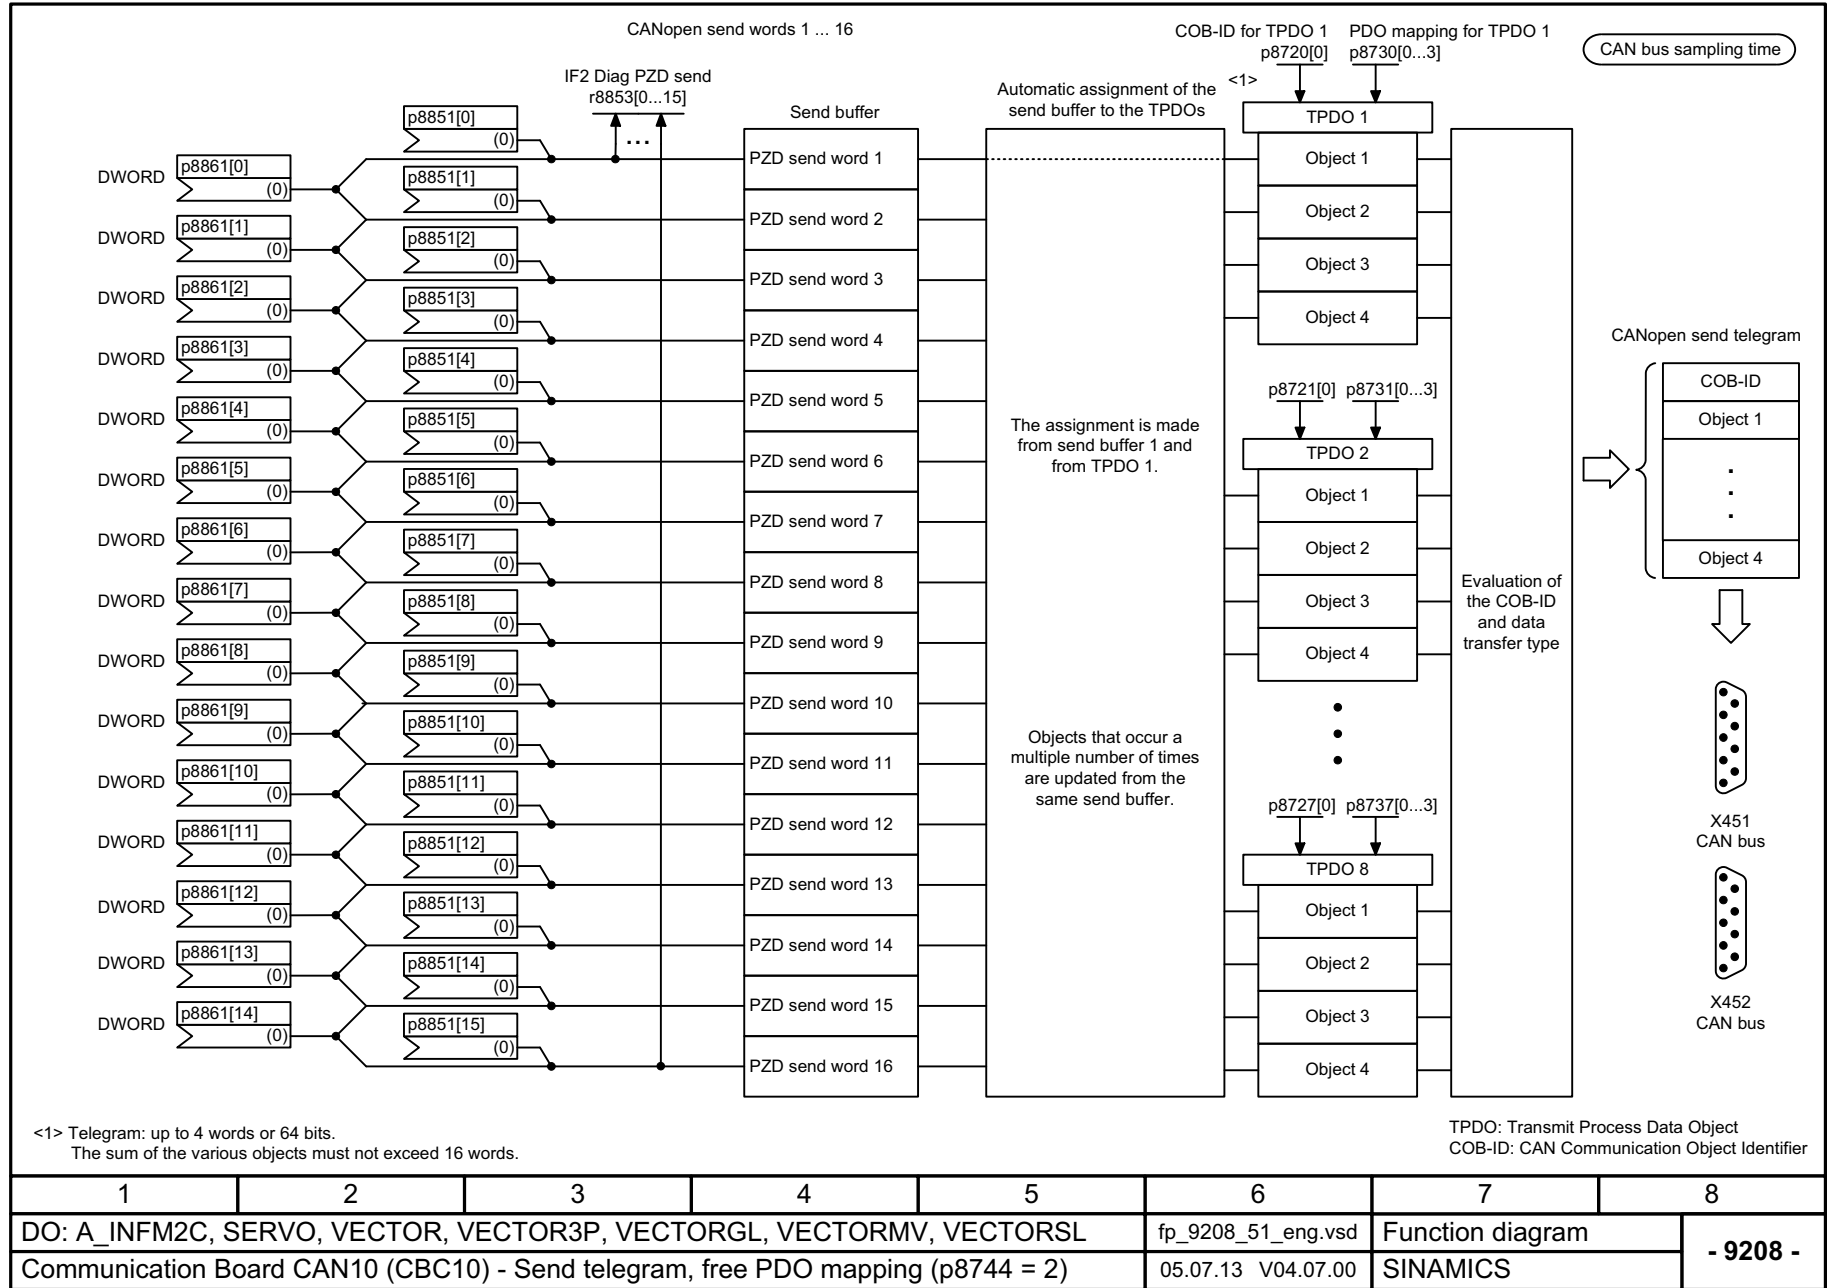 CANopen send words 1 ... 16
COB-ID for TPDO 1
p8720[0]
PDO mapping for TPDO 1
p8730[0...3]
CAN bus sampling time
IF2 Diag PZD send
r8853[0...15]
...
<1>
Automatic assignment of the
send buffer to the TPDOs
Send buffer
DWORD
p8861[0]
(0)
DWORD
p8861[1]
(0)
DWORD
p8861[2]
(0)
DWORD
p8861[3]
(0)
DWORD
p8861[4]
(0)
DWORD
p8861[5]
(0)
DWORD
p8861[6]
(0)
DWORD
p8861[7]
(0)
DWORD
p8861[8]
(0)
DWORD
p8861[9]
(0)
DWORD
p8861[10]
(0)
DWORD
p8861[11]
(0)
DWORD
p8861[12]
(0)
DWORD
p8861[13]
(0)
DWORD
p8861[14]
(0)
p8851[0]
(0)
p8851[1]
(0)
p8851[2]
(0)
p8851[3]
(0)
p8851[4]
(0)
p8851[5]
(0)
p8851[6]
(0)
p8851[7]
(0)
p8851[8]
(0)
p8851[9]
(0)
p8851[10]
(0)
p8851[11]
(0)
p8851[12]
(0)
p8851[13]
(0)
p8851[14]
(0)
p8851[15]
(0)
PZD send word 1
PZD send word 2
PZD send word 3
PZD send word 4
PZD send word 5
PZD send word 6
PZD send word 7
PZD send word 8
PZD send word 9
PZD send word 10
PZD send word 11
PZD send word 12
PZD send word 13
PZD send word 14
PZD send word 15
PZD send word 16
The assignment is made
from send buffer 1 and
from TPDO 1.
Objects that occur a
multiple number of times
are updated from the
same send buffer.
TPDO 1
Object 1
Object 2
Object 3
Object 4
p8721[0] p8731[0...3]
TPDO 2
Object 1
Object 2
Object 3
Object 4
p8727[0] p8737[0...3]
TPDO 8
Object 1
Object 2
Object 3
Object 4
Evaluation of
the COB-ID
and data
transfer type
CANopen send telegram
COB-ID
Object 1
.
.
.
Object 4
X451
CAN bus
X452
CAN bus
<1> Telegram: up to 4 words or 64 bits.
The sum of the various objects must not exceed 16 words.
TPDO: Transmit Process Data Object
COB-ID: CAN Communication Object Identifier
1 2 3 4 5 6 7 8
DO: A_INFM2C, SERVO, VECTOR, VECTOR3P, VECTORGL, VECTORMV, VECTORSL
fp_9208_51_eng.vsd
Function diagram
- 9208 -
Communication Board CAN10 (CBC10) - Send telegram, free PDO mapping (p8744 = 2)
05.07.13 V04.07.00
SINAMICS